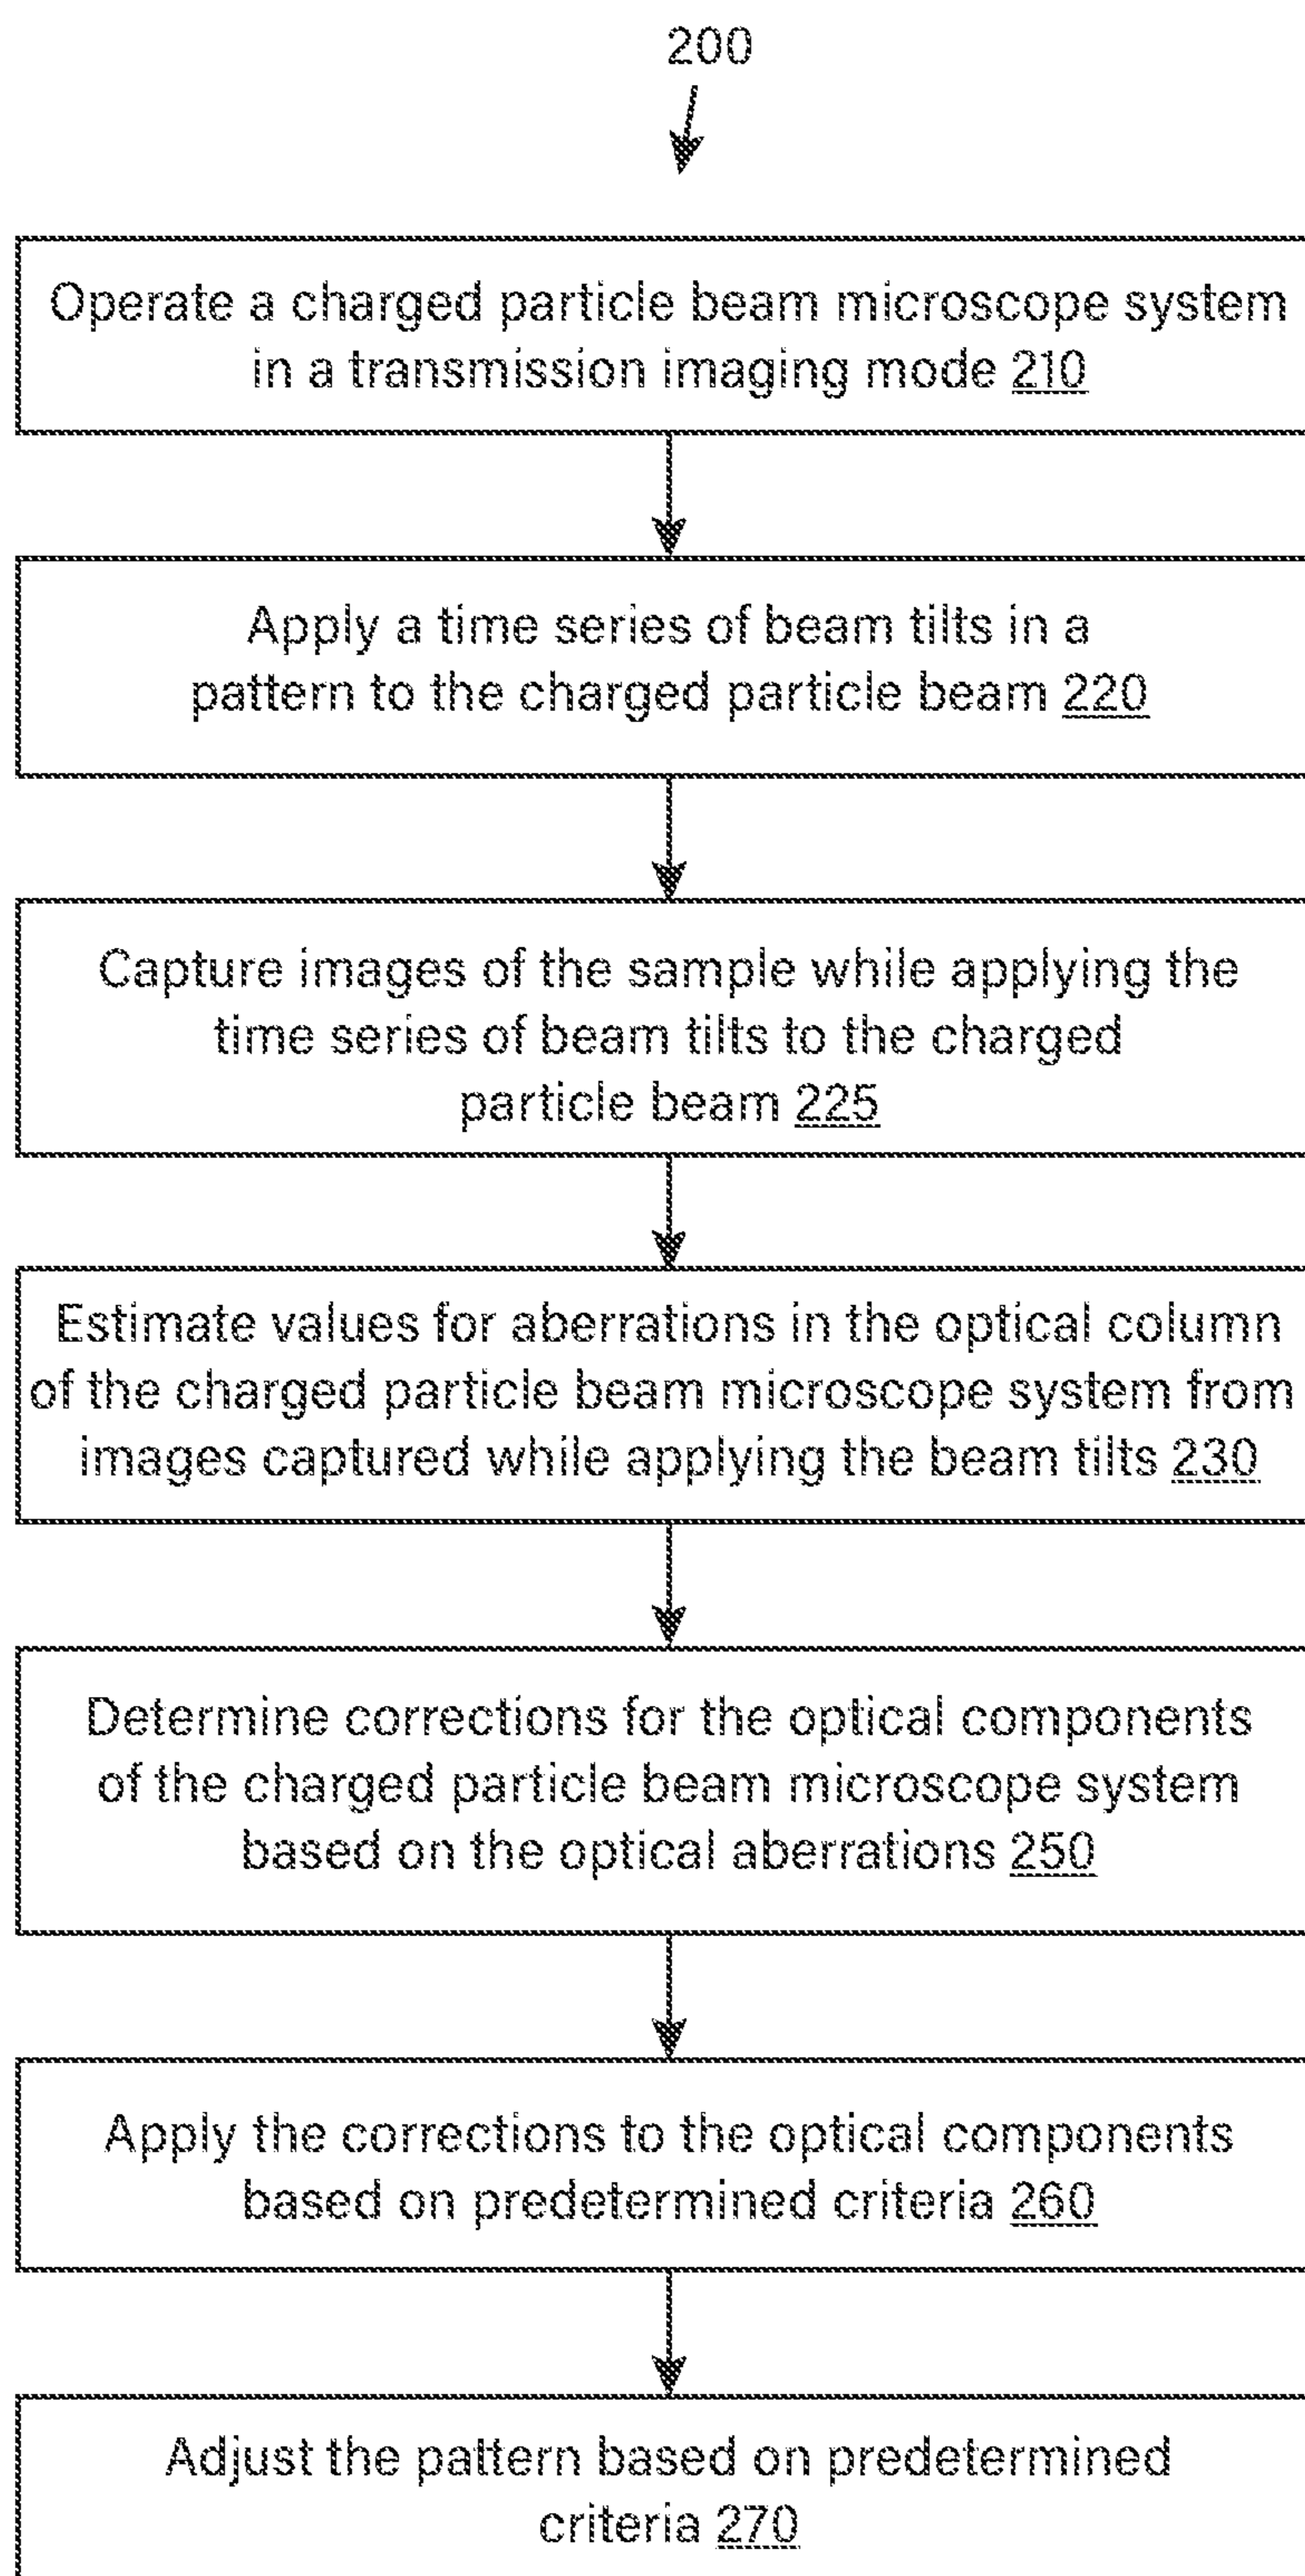 200
Operate a charged particle beam microscope system
in a transmission imaging mode 210
Apply a time series of beam tilts in a
pattern to the charged particle beam 220
Capture images of the sample while applying the
time series of beam tilts to the charged
particle beam 225
Estimate values for aberrations in the optical column
of the charged particle beam microscope system from
images captured while applying the beam tilts 230
Determine corrections for the optical components
of the charged particle beam microscope system
based on the optical aberrations 250
Apply the corrections to the optical components
based on predetermined criteria 260
Adjust the pattern based on predetermined
criteria 270